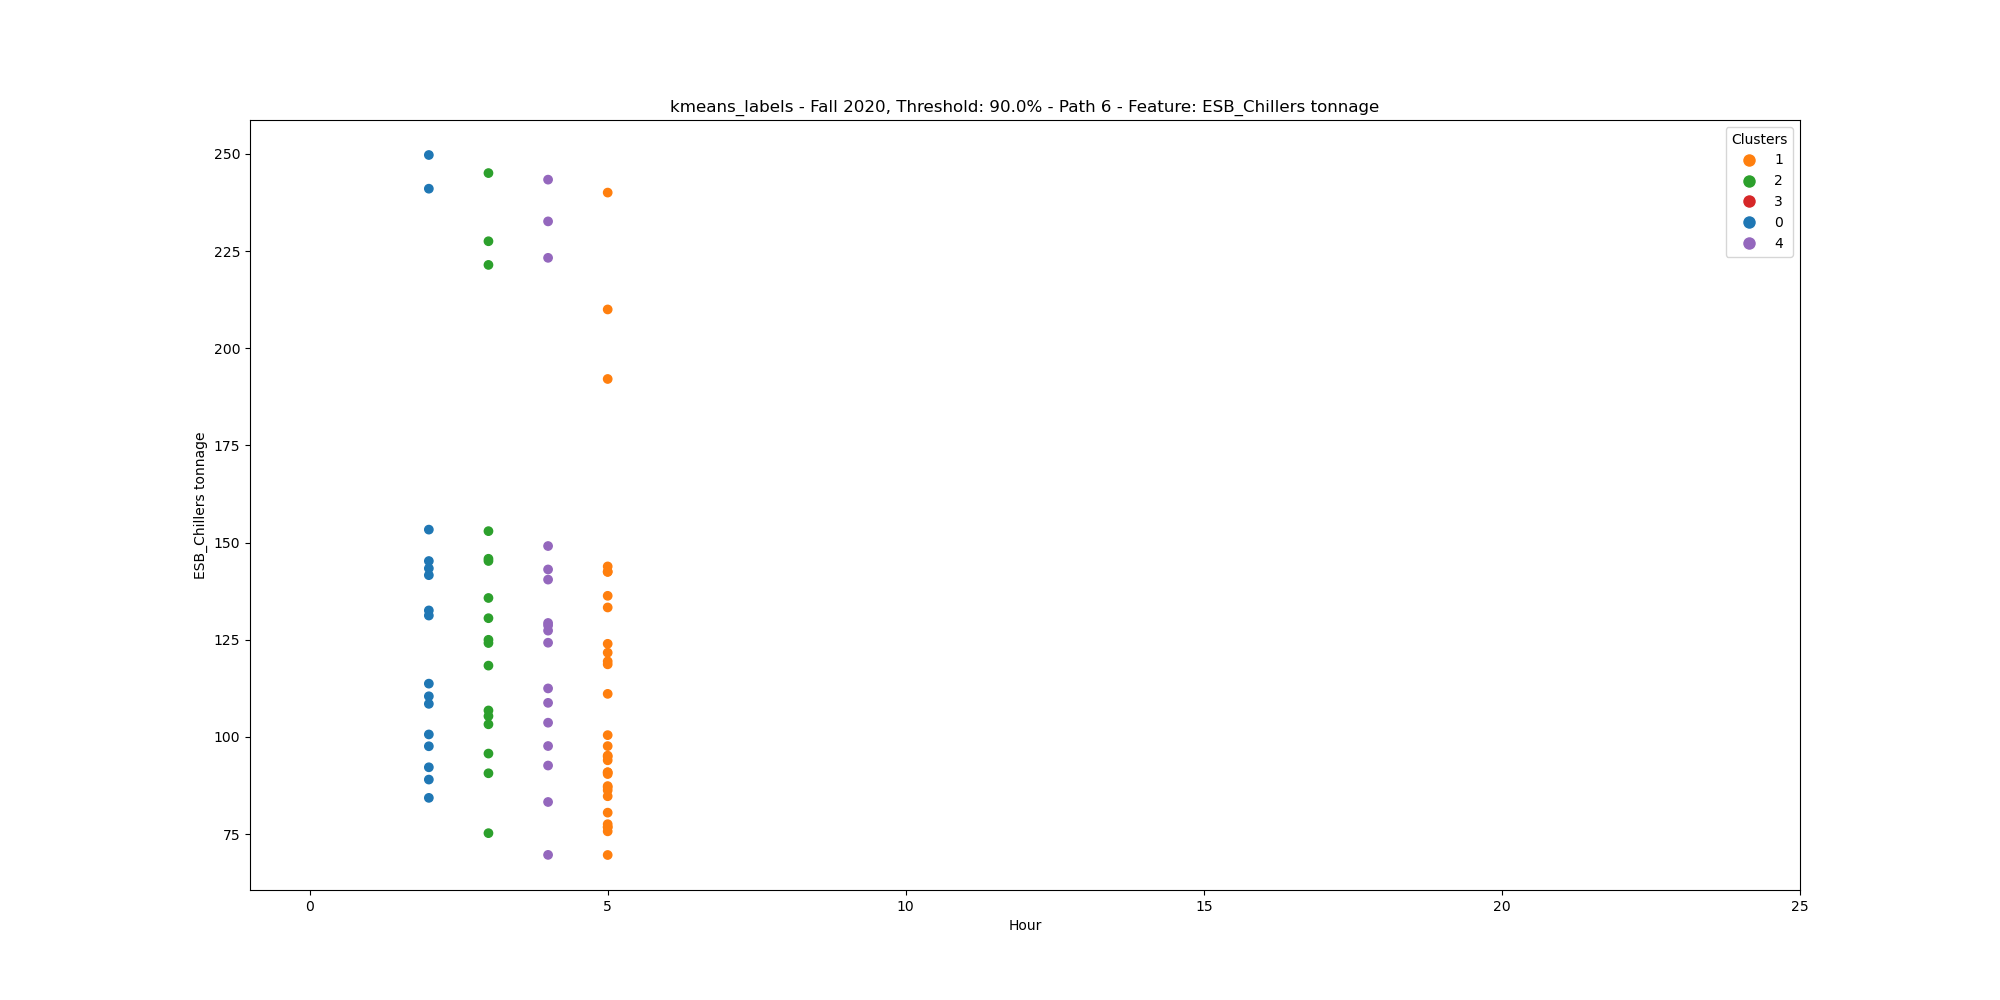 kmeans_labels - Fall 2020, Threshold: 90.0% - Path 6 - Feature: ESB_Chillers tonnage
Clusters
1
2
3
0
4
ESB_Chillers tonnage
250
225
200
175
150
125
100
75
0 5 10 15 20 25
Hour